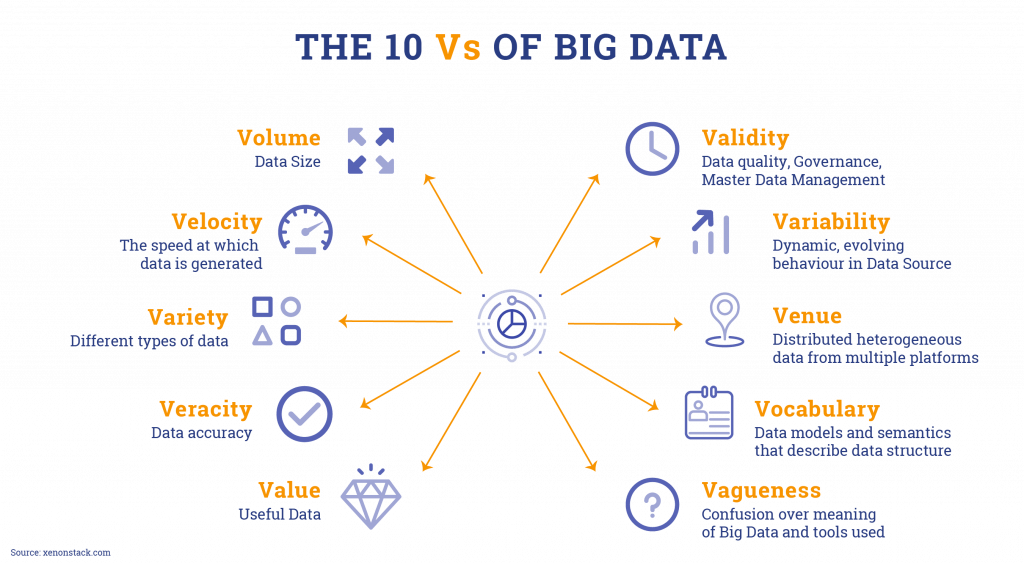 THE 10 Vs OF BIG DATA
Volume
Data Size
Velocity
The speed at which
data is generated
Variety
Different types of data
Veracity
Data accuracy
Value
Useful Data
Validity
Data quality, Governance,
Master Data Management
Variability
Dynamic, evolving
behaviour in Data Source
Venue
Distributed heterogeneous
data from multiple platforms
Vocabulary
Data models and semantics
that describe data structure
?
Vagueness
Confusion over meaning
of Big Data and tools used
Source: xenonstack.com